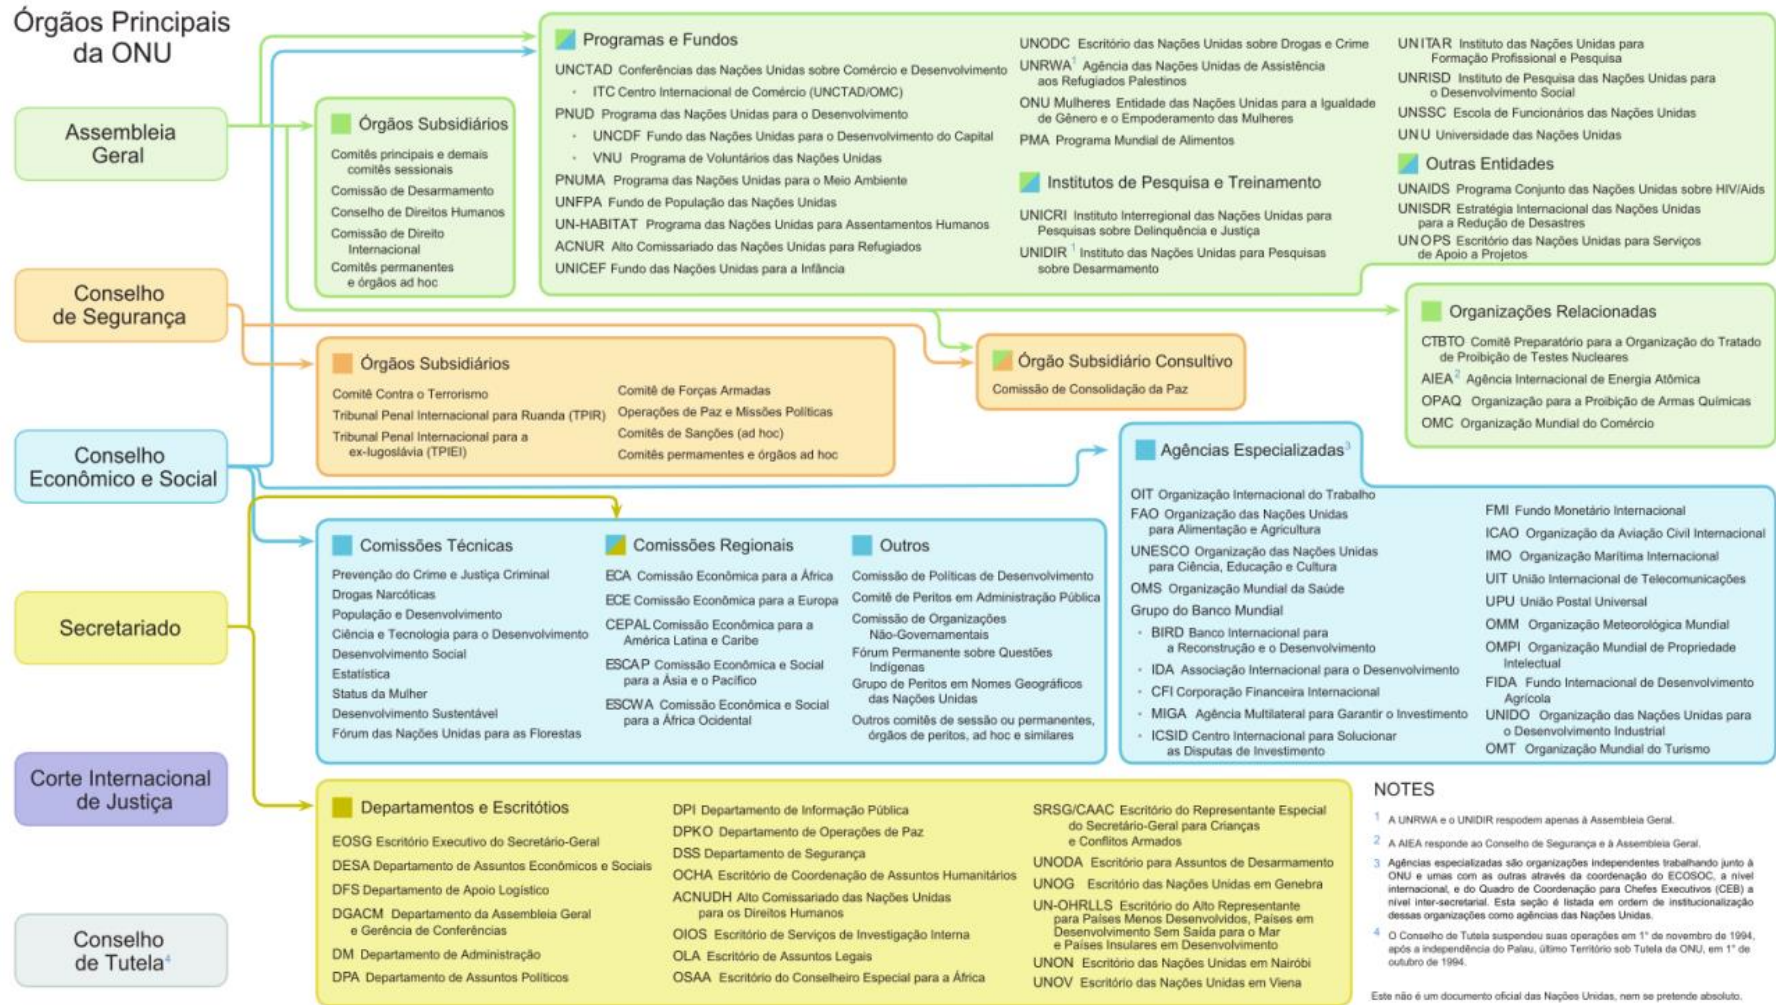 Órgãos Principais
da ONU
Assembleia
Geral
Conselho
de Segurança
Conselho
Econômico e Social
Secretariado
Corte Internacional
de Justiça
Conselho
de Tutela⁴
Órgãos Subsidiários
Comitês principais e demais
comitês sessionais
Comissão de Desarmamento
Conselho de Direitos Humanos
Comissão de Direito
Internacional
Comitês permanentes
e órgãos ad hoc
Programas e Fundos
UNCTAD Conferências das Nações Unidas sobre Comércio e Desenvolvimento
• ITC Centro Internacional de Comércio (UNCTAD/OMC)
PNUD Programa das Nações Unidas para o Desenvolvimento
• UNCDF Fundo das Nações Unidas para o Desenvolvimento do Capital
• VNU Programa de Voluntários das Nações Unidas
PNUMA Programa das Nações Unidas para o Meio Ambiente
UNFPA Fundo de População das Nações Unidas
UN-HABITAT Programa das Nações Unidas para Assentamentos Humanos
ACNUR Alto Comissariado das Nações Unidas para Refugiados
UNICEF Fundo das Nações Unidas para a Infância
UNODC Escritório das Nações Unidas sobre Drogas e Crime
UNRWA¹ Agência das Nações Unidas de Assistência
aos Refugiados Palestinos
ONU Mulheres Entidade das Nações Unidas para a Igualdade
de Gênero e o Empoderamento das Mulheres
PMA Programa Mundial de Alimentos
Institutos de Pesquisa e Treinamento
UNICRI Instituto Interregional das Nações Unidas para
Pesquisas sobre Delinquência e Justiça
UNIDIR¹ Instituto das Nações Unidas para Pesquisas
sobre Desarmamento
UNITAR Instituto das Nações Unidas para
Formação Profissional e Pesquisa
UNRISD Instituto de Pesquisa das Nações Unidas para
o Desenvolvimento Social
UNSSC Escola de Funcionários das Nações Unidas
UNU Universidade das Nações Unidas
Outras Entidades
UNAIDS Programa Conjunto das Nações Unidas sobre HIV/Aids
UNISDR Estratégia Internacional das Nações Unidas
para a Redução de Desastres
UNOPS Escritório das Nações Unidas para Serviços
de Apoio a Projetos
Órgãos Subsidiários
Comitê Contra o Terrorismo
Tribunal Penal Internacional para Ruanda (TPIR)
Tribunal Penal Internacional para a
ex-Iugoslávia (TPIEI)
Comitê de Forças Armadas
Operações de Paz e Missões Políticas
Comitês de Sanções (ad hoc)
Comitês permamentes e órgãos ad hoc
Órgão Subsidiário Consultivo
Comissão de Consolidação da Paz
Organizações Relacionadas
CTBTO Comitê Preparatório para a Organização do Tratado
de Proibição de Testes Nucleares
AIEA² Agência Internacional de Energia Atômica
OPAQ Organização para a Proibição de Armas Químicas
OMC Organização Mundial do Comércio
Comissões Técnicas
Prevenção do Crime e Justiça Criminal
Drogas Narcóticas
População e Desenvolvimento
Ciência e Tecnologia para o Desenvolvimento
Desenvolvimento Social
Estatística
Status da Mulher
Desenvolvimento Sustentável
Fórum das Nações Unidas para as Florestas
Comissões Regionais
ECA Comissão Econômica para a África
ECE Comissão Econômica para a Europa
CEPAL Comissão Econômica para a
América Latina e Caribe
ESCAP Comissão Econômica e Social
para a Ásia e o Pacífico
ESCWA Comissão Econômica e Social
para a África Ocidental
Outros
Comissão de Políticas de Desenvolvimento
Comitê de Peritos em Administração Pública
Comissão de Organizações
Não-Governamentais
Fórum Permanente sobre Questões
Indígenas
Grupo de Peritos em Nomes Geográficos
das Nações Unidas
Outros comitês de sessão ou permanentes,
órgãos de peritos, ad hoc e similares
Agências Especializadas³
OIT Organização Internacional do Trabalho
FAO Organização das Nações Unidas
para Alimentação e Agricultura
UNESCO Organização das Nações Unidas
para Ciência, Educação e Cultura
OMS Organização Mundial da Saúde
Grupo do Banco Mundial
• BIRD Banco Internacional para
a Reconstrução e o Desenvolvimento
• IDA Associação Internacional para o Desenvolvimento
• CFI Corporação Financeira Internacional
• MIGA Agência Multilateral para Garantir o Investimento
• ICSID Centro Internacional para Solucionar
as Disputas de Investimento
FMI Fundo Monetário Internacional
ICAO Organização da Aviação Civil Internacional
IMO Organização Marítima Internacional
UIT União Internacional de Telecomunicações
UPU União Postal Universal
OMM Organização Meteorológica Mundial
OMPI Organização Mundial de Propriedade
Intelectual
FIDA Fundo Internacional de Desenvolvimento
Agrícola
UNIDO Organização das Nações Unidas para
o Desenvolvimento Industrial
OMT Organização Mundial do Turismo
Departamentos e Escritótios
EOSG Escritório Executivo do Secretário-Geral
DESA Departamento de Assuntos Econômicos e Sociais
DFS Departamento de Apoio Logístico
DGACM Departamento da Assembleia Geral
e Gerência de Conferências
DM Departamento de Administração
DPA Departamento de Assuntos Políticos
DPI Departamento de Informação Pública
DPKO Departamento de Operações de Paz
DSS Departamento de Segurança
OCHA Escritório de Coordenação de Assuntos Humanitários
ACNUDH Alto Comissariado das Nações Unidas
para os Direitos Humanos
OIOS Escritório de Serviços de Investigação Interna
OLA Escritório de Assuntos Legais
OSAA Escritório do Conselheiro Especial para a África
SRSG/CAAC Escritório do Representante Especial
do Secretário-Geral para Crianças
e Conflitos Armados
UNODA Escritório para Assuntos de Desarmamento
UNOG Escritório das Nações Unidas em Genebra
UN-OHRLLS Escritório do Alto Representante
para Países Menos Desenvolvidos, Países em
Desenvolvimento Sem Saída para o Mar
e Países Insulares em Desenvolvimento
UNON Escritório das Nações Unidas em Nairóbi
UNOV Escritório das Nações Unidas em Viena
NOTES
1 A UNRWA e o UNIDIR respodem apenas à Assembleia Geral.
2 A AIEA responde ao Conselho de Segurança e à Assembleia Geral.
3 Agências especializadas são organizações independentes trabalhando junto à
ONU e umas com as outras através da coordenação do ECOSOC, a nível
internacional, e do Quadro de Coordenação para Chefes Executivos (CEB) a
nível inter-secretarial. Esta seção é listada em ordem de institucionalização
dessas organizações como agências das Nações Unidas.
4 O Conselho de Tutela suspendeu suas operações em 1° de novembro de 1994,
após a independência do Palau, último Território sob Tutela da ONU, em 1° de
outubro de 1994.
Este não é um documento oficial das Nações Unidas, nem se pretende absoluto.